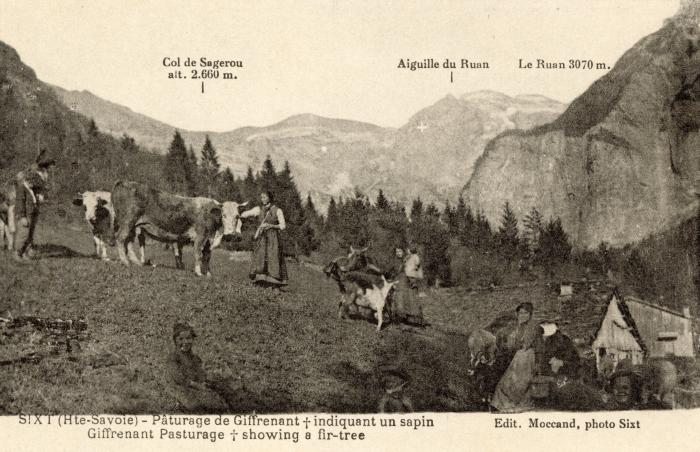 Col de Sagerou
alt. 2.660 m.
Aiguille du Ruan
Le Ruan 3070 m.
SIXT (Hte-Savoie) - Pâturage de Giffrenant † indiquant un sapin
Giffrenant Pasturage † showing a fir-tree
Edit. Moccand, photo Sixt